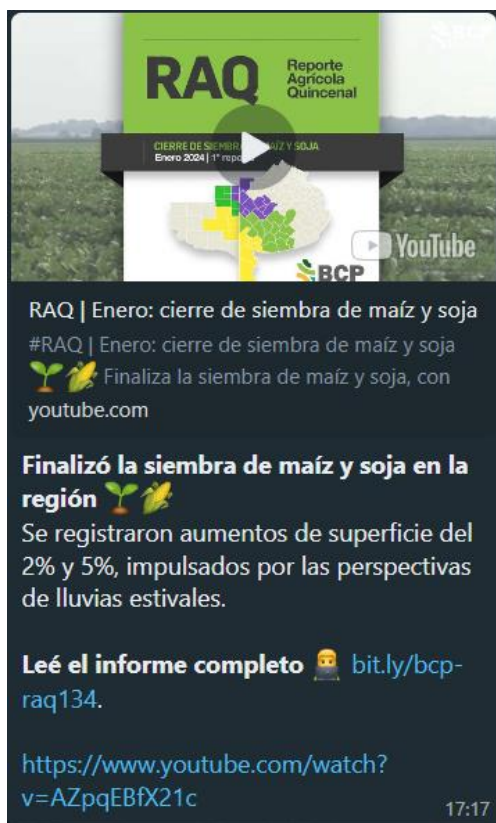 BCP
RAQ
Reporte
Agrícola
Quincenal
CIERRE DE SIEMBRA DE MAÍZ Y SOJA
Enero 2024 | 1° reporte
YouTube
BCP
RAQ | Enero: cierre de siembra de maíz y soja
#RAQ | Enero: cierre de siembra de maíz y soja
🌱🌽 Finaliza la siembra de maíz y soja, con
youtube.com
Finalizó la siembra de maíz y soja en la
región 🌱🌽
Se registraron aumentos de superficie del
2% y 5%, impulsados por las perspectivas
de lluvias estivales.
Leé el informe completo 👨‍💻 bit.ly/bcp-
raq134.
https://www.youtube.com/watch?
v=AZpqEBfX21c
17:17